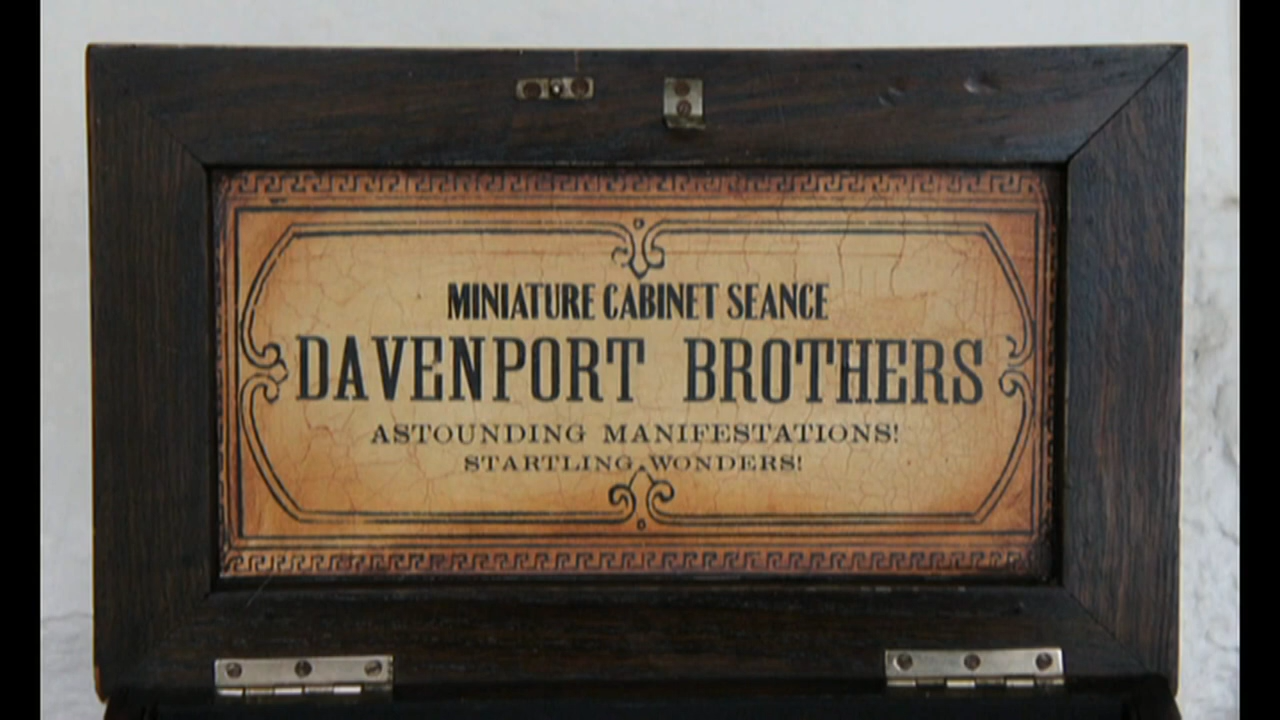 MINIATURE CABINET SEANCE
DAVENPORT BROTHERS
ASTOUNDING MANIFESTATIONS!
STARTLING WONDERS!